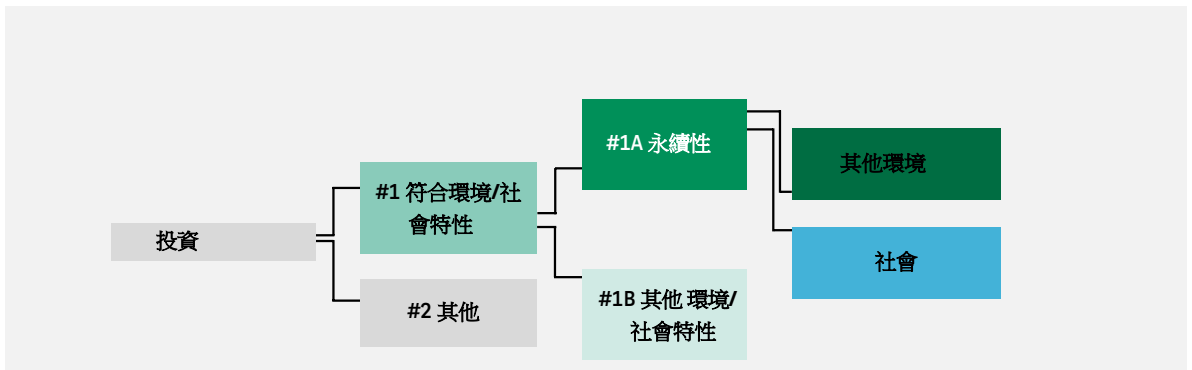 投資
#1 符合環境/社
會特性
#2 其他
#1A 永續性
#1B 其他 環境/
社會特性
其他環境
社會